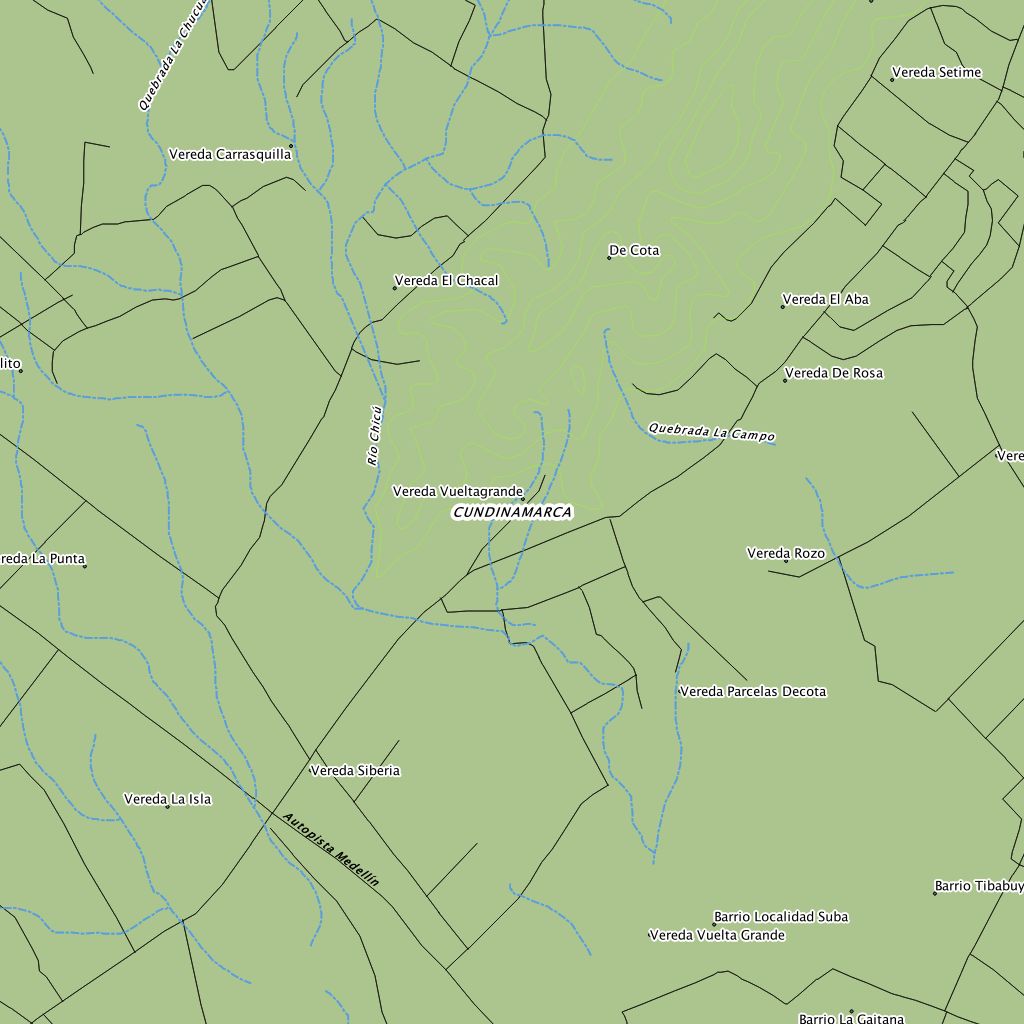 Quebrada La Chucua
Vereda Setime
Vereda Carrasquilla
De Cota
Vereda El Chacal
Vereda El Aba
lito
Vereda De Rosa
Río Chicú
Quebrada La Campo
Vere
Vereda Vueltagrande
CUNDINAMARCA
reda La Punta
Vereda Rozo
Vereda Parcelas Decota
Vereda Siberia
Vereda La Isla
Autopista Medellín
Barrio Tibabuy
Barrio Localidad Suba
Vereda Vuelta Grande
Barrio La Gaitana